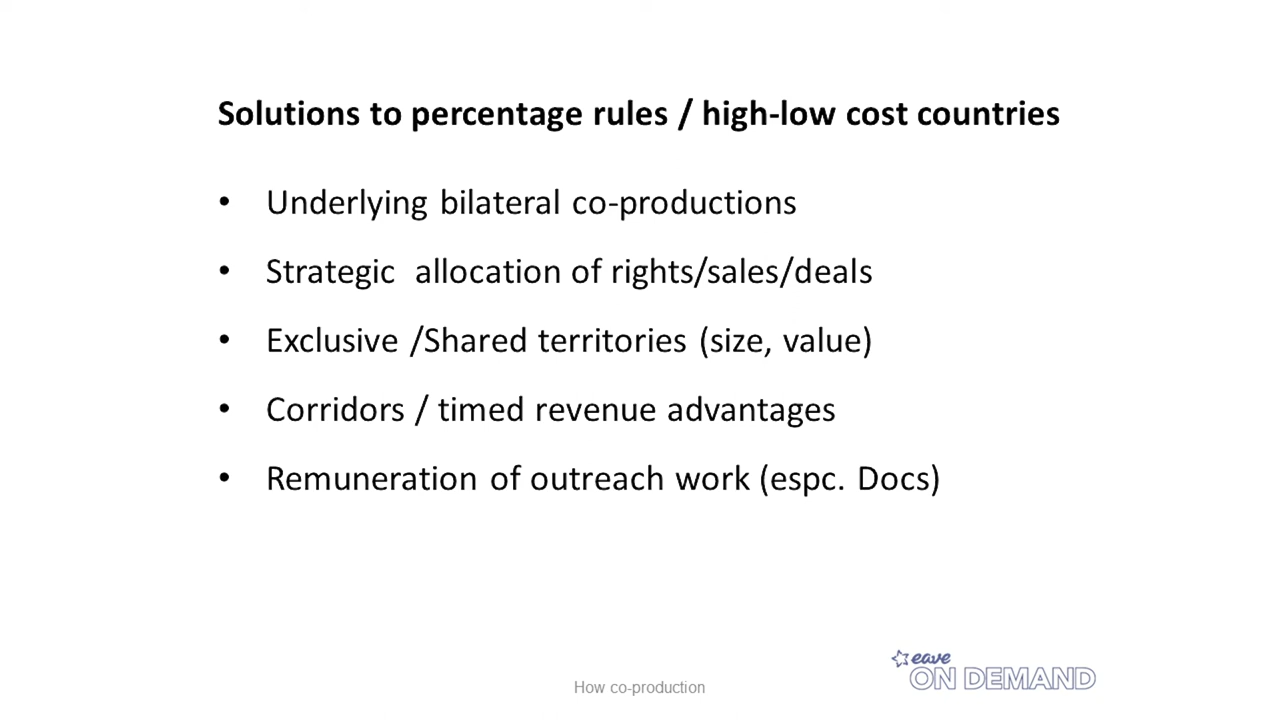 Solutions to percentage rules / high-low cost countries
• Underlying bilateral co-productions
• Strategic  allocation of rights/sales/deals
• Exclusive /Shared territories (size, value)
• Corridors / timed revenue advantages
• Remuneration of outreach work (espc. Docs)
eave
ON DEMAND
How co-production